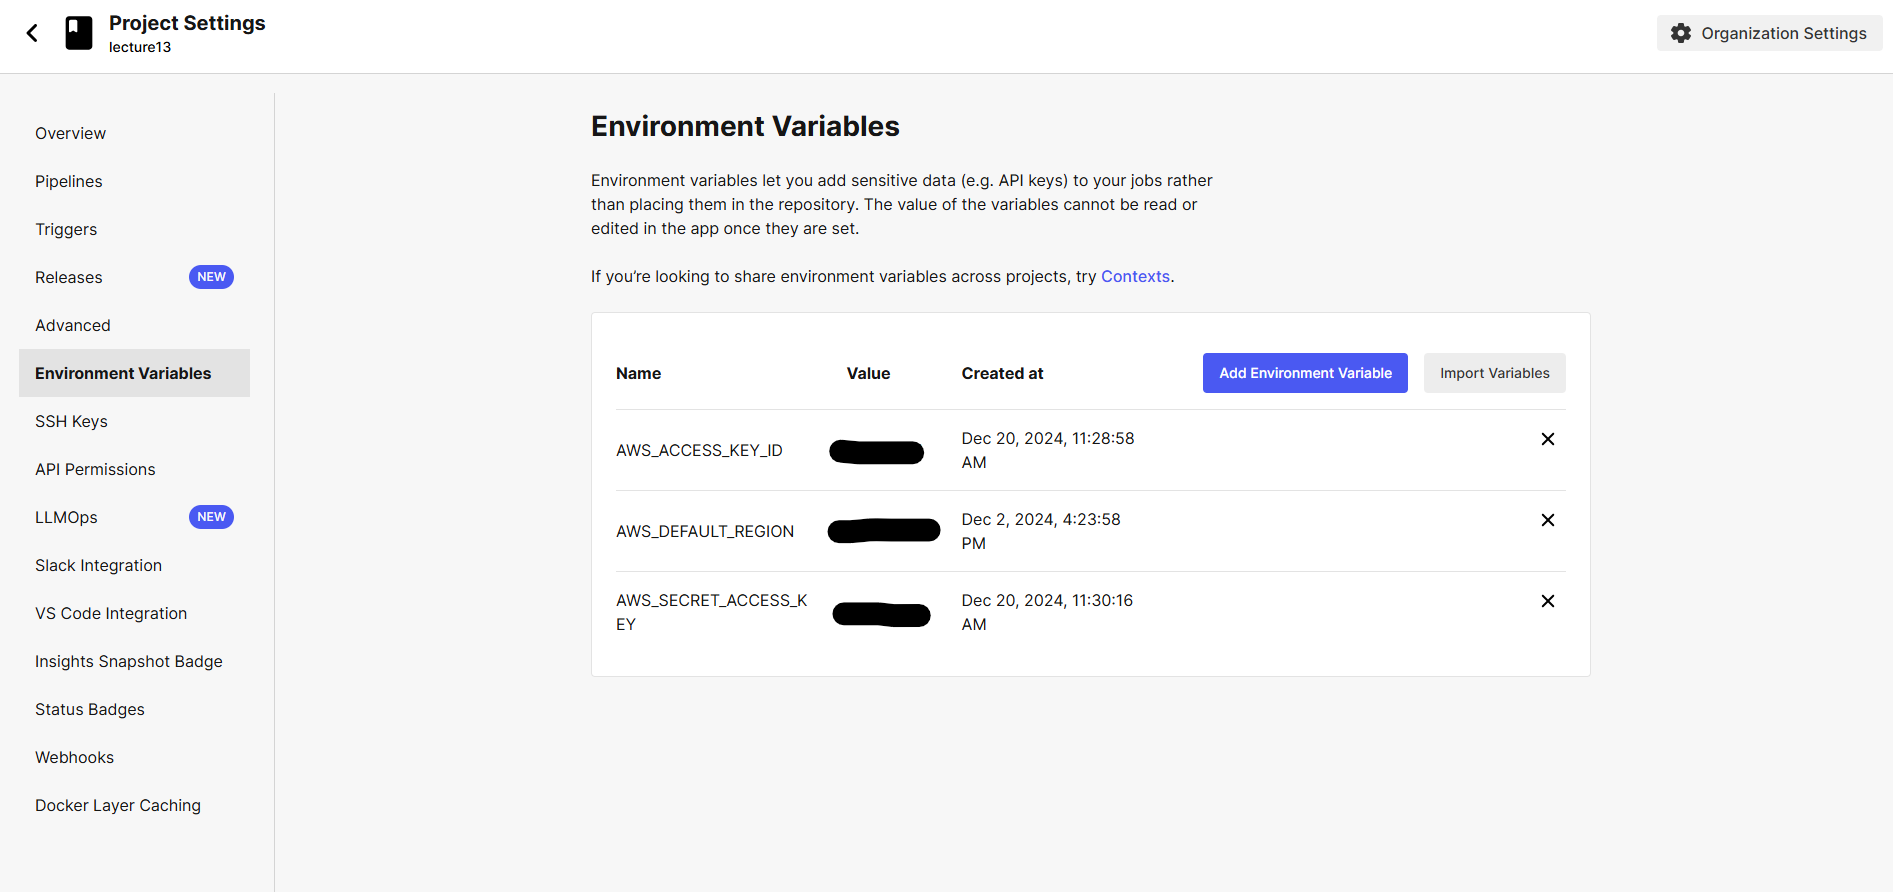 Project Settings
lecture13
Organization Settings
Overview
Pipelines
Triggers
Releases NEW
Advanced
Environment Variables
SSH Keys
API Permissions
LLMOps NEW
Slack Integration
VS Code Integration
Insights Snapshot Badge
Status Badges
Webhooks
Docker Layer Caching
Environment Variables
Environment variables let you add sensitive data (e.g. API keys) to your jobs rather
than placing them in the repository. The value of the variables cannot be read or
edited in the app once they are set.
If you’re looking to share environment variables across projects, try Contexts.
Name Value Created at Add Environment Variable Import Variables
AWS_ACCESS_KEY_ID Dec 20, 2024, 11:28:58
AM
AWS_DEFAULT_REGION Dec 2, 2024, 4:23:58
PM
AWS_SECRET_ACCESS_K Dec 20, 2024, 11:30:16
EY AM